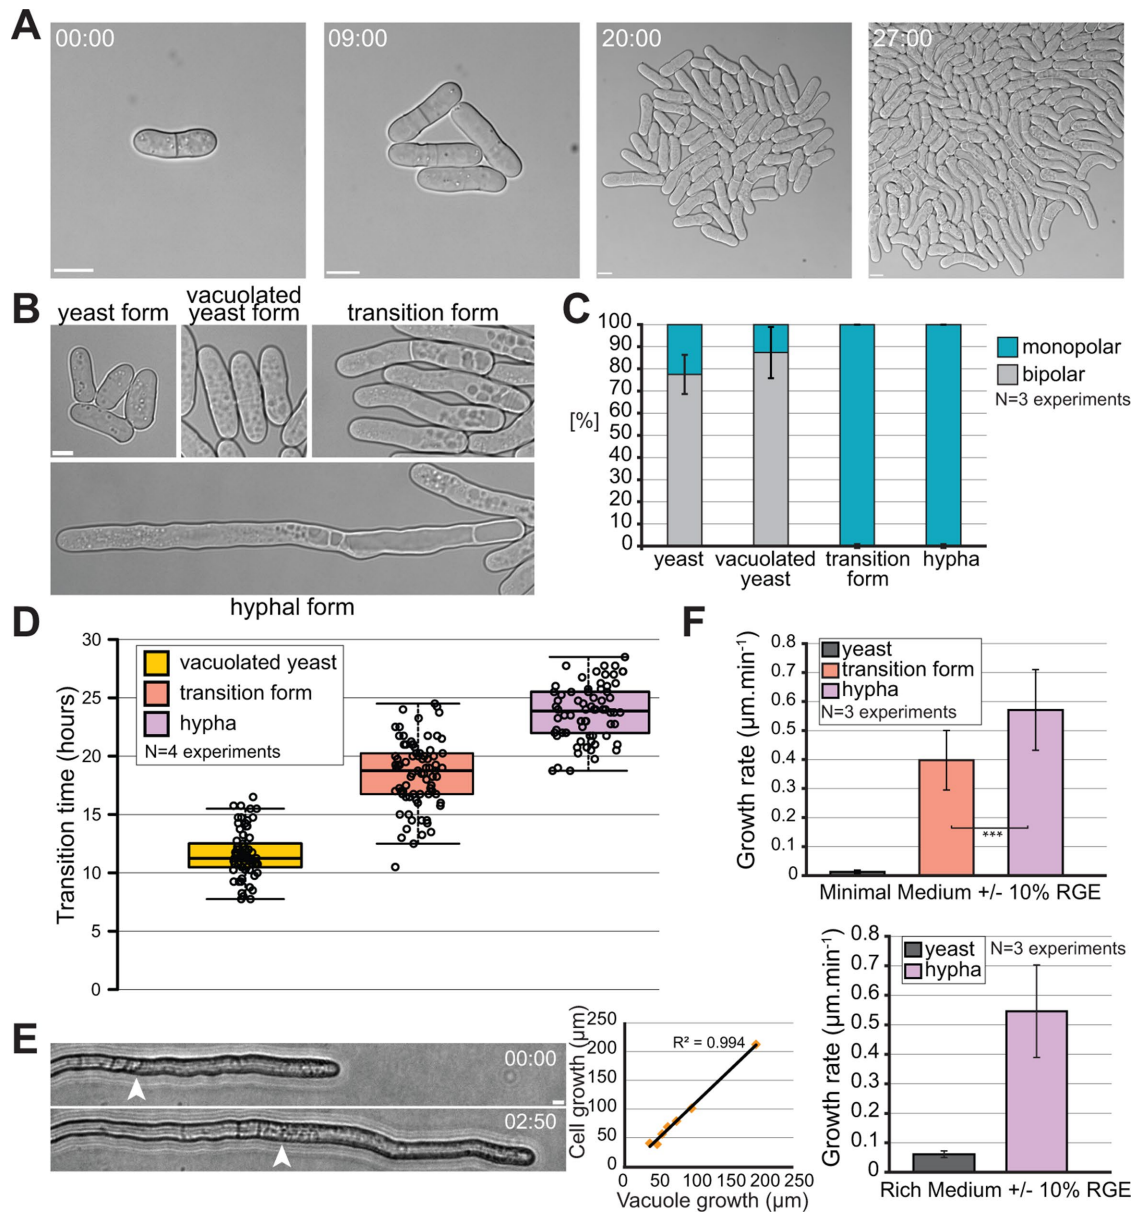 A
00:00
09:00
20:00
27:00
B
yeast form
vacuolated
yeast form
transition form
hyphal form
C
100
90
80
70
60
50
40
30
20
10
0
[%]
yeast
vacuolated
yeast
transition
form
hypha
monopolar
bipolar
N=3 experiments
D
Transition time (hours)
30
25
20
15
10
5
0
vacuolated yeast
transition form
hypha
N=4 experiments
E
00:00
02:50
Cell growth (µm)
250
200
150
100
50
0
R² = 0.994
0 50 100 150 200 250
Vacuole growth (µm)
F
Growth rate (µm.min⁻¹)
0.8
0.7
0.6
0.5
0.4
0.3
0.2
0.1
0
yeast
transition form
hypha
N=3 experiments
***
Minimal Medium +/- 10% RGE
Growth rate (µm.min⁻¹)
0.8
0.7
0.6
0.5
0.4
0.3
0.2
0.1
0
yeast
hypha
N=3 experiments
Rich Medium +/- 10% RGE